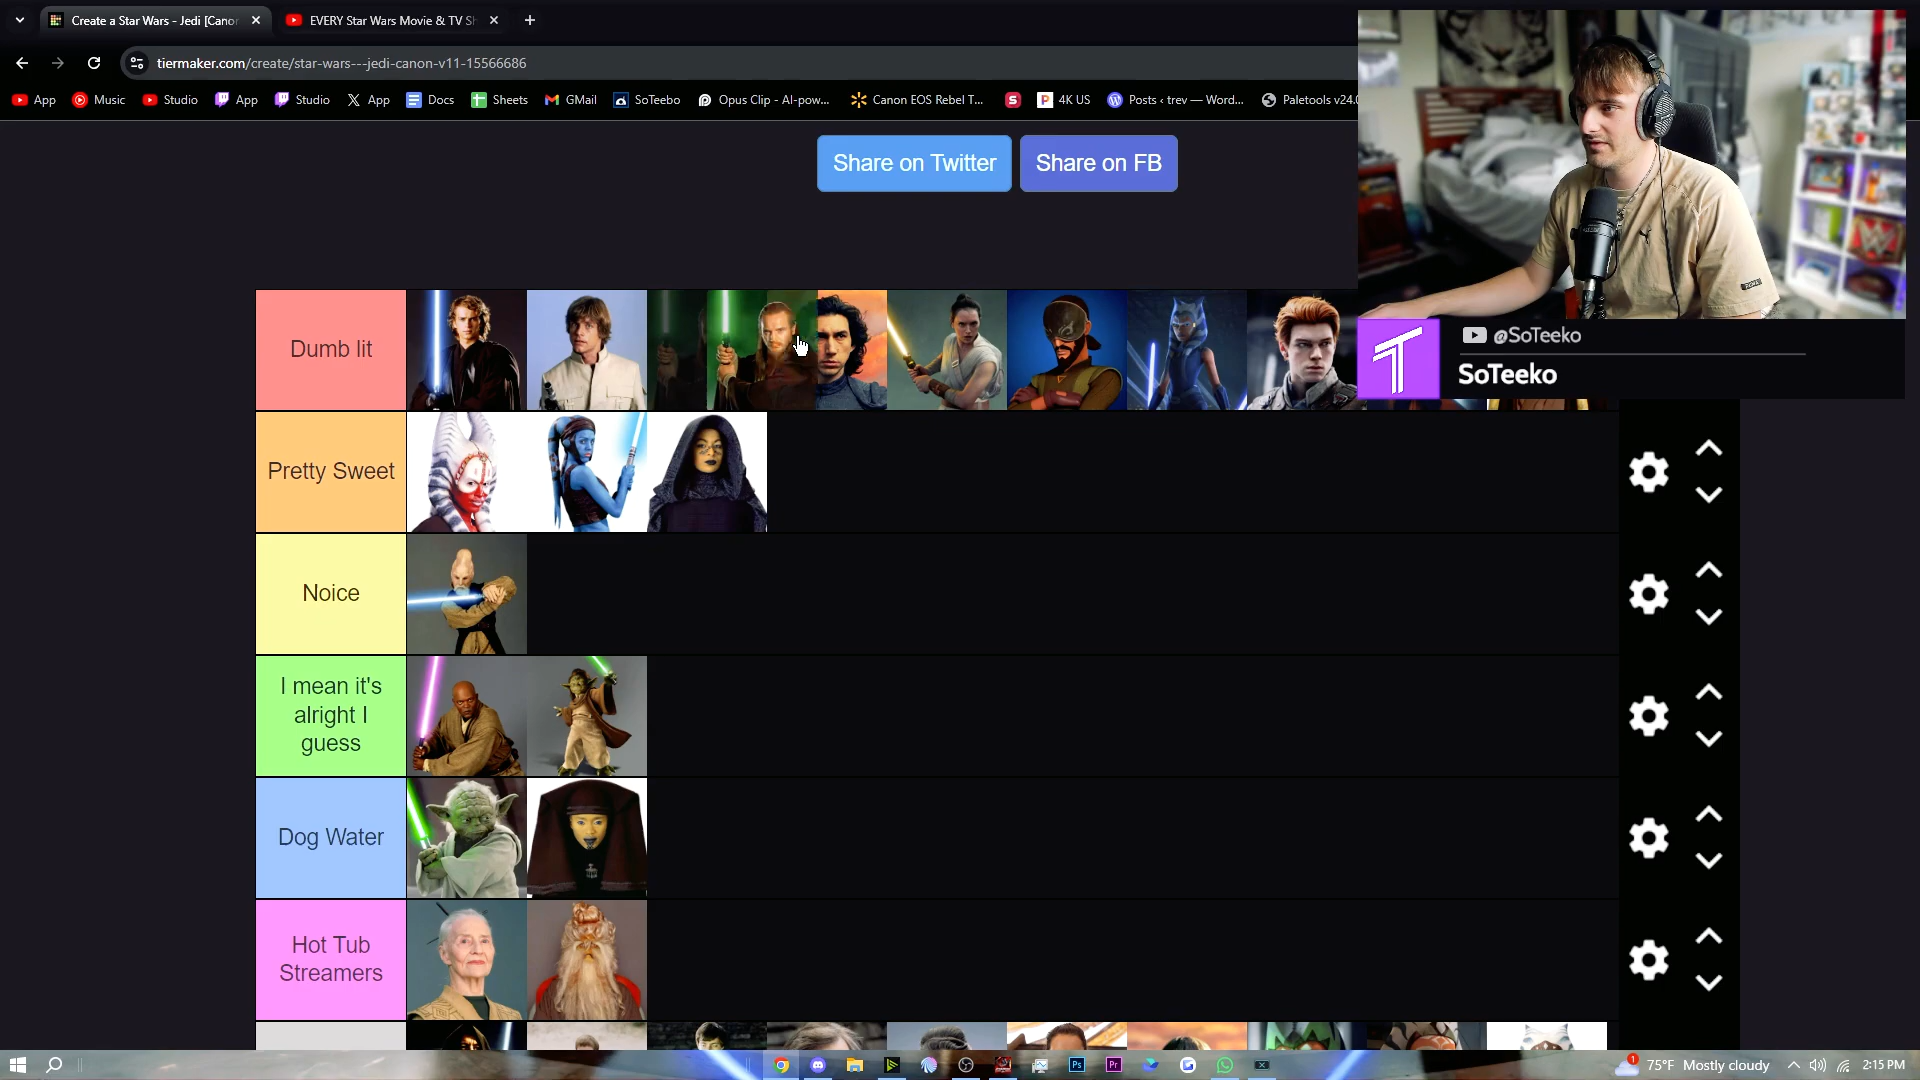 Create a Star Wars - Jedi [Canon
EVERY Star Wars Movie & TV Sh
tiermaker.com/create/star-wars---jedi-canon-v11-15566686
App
Music
Studio
App
Studio
App
Docs
Sheets
GMail
SoTeebo
Opus Clip - AI-pow...
Canon EOS Rebel T...
4K US
Posts ‹ trev — Word...
Paletools v24.0
Share on Twitter
Share on FB
@SoTeeko
SoTeeko
Dumb lit
Pretty Sweet
Noice
I mean it's
alright I
guess
Dog Water
Hot Tub
Streamers
1
75°F Mostly cloudy
2:15 PM